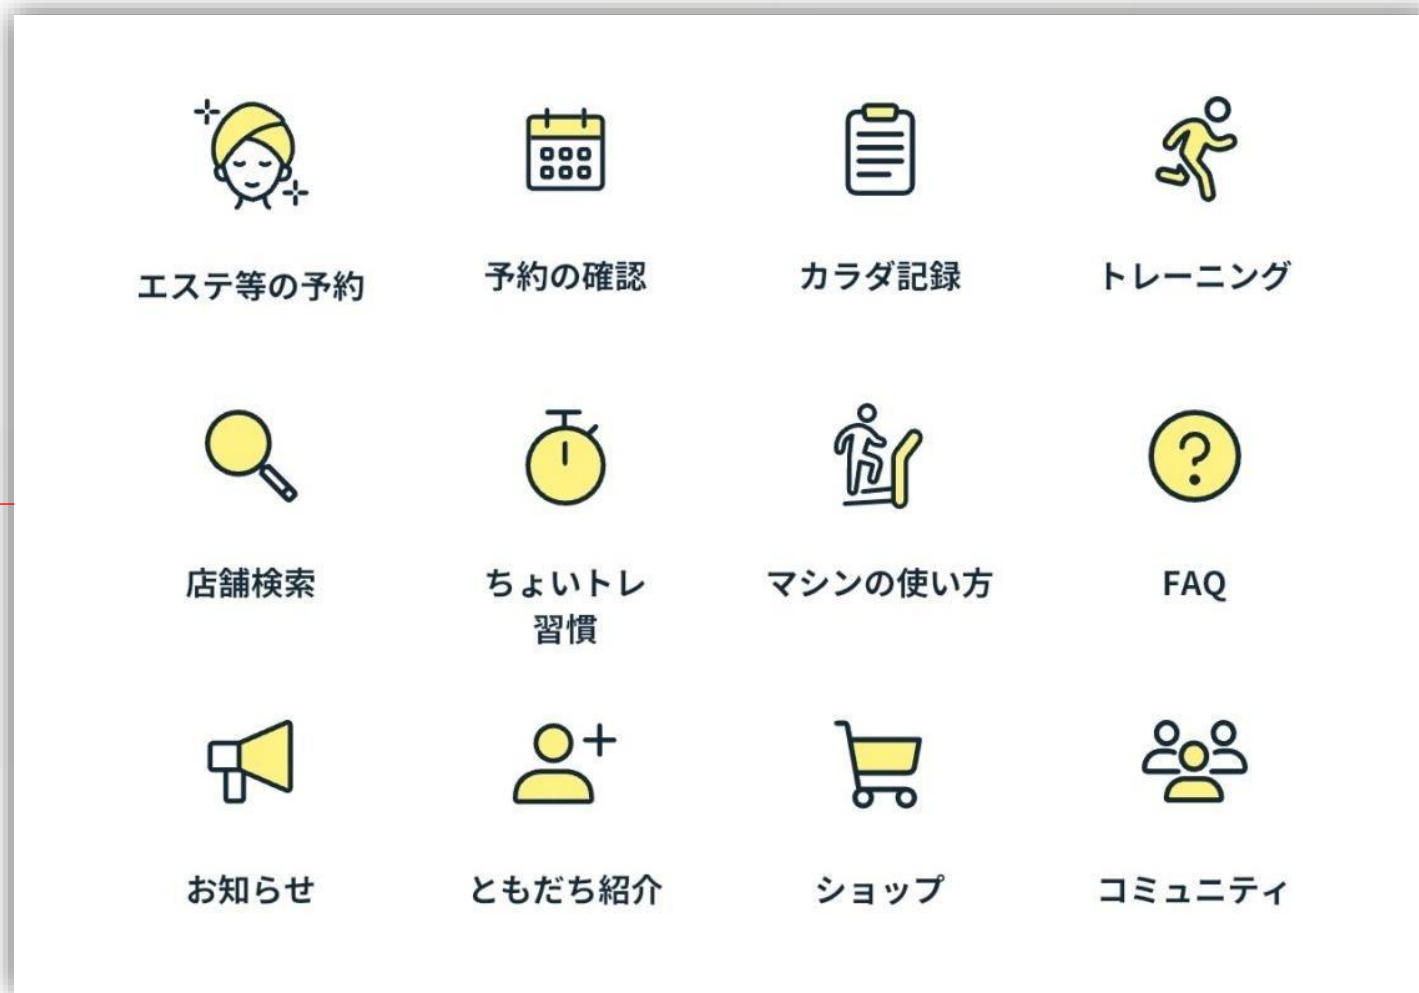 エステ等の予約
予約の確認
カラダ記録
トレーニング
店舗検索
ちょいトレ
習慣
マシンの使い方
FAQ
お知らせ
ともだち紹介
ショップ
コミュニティ